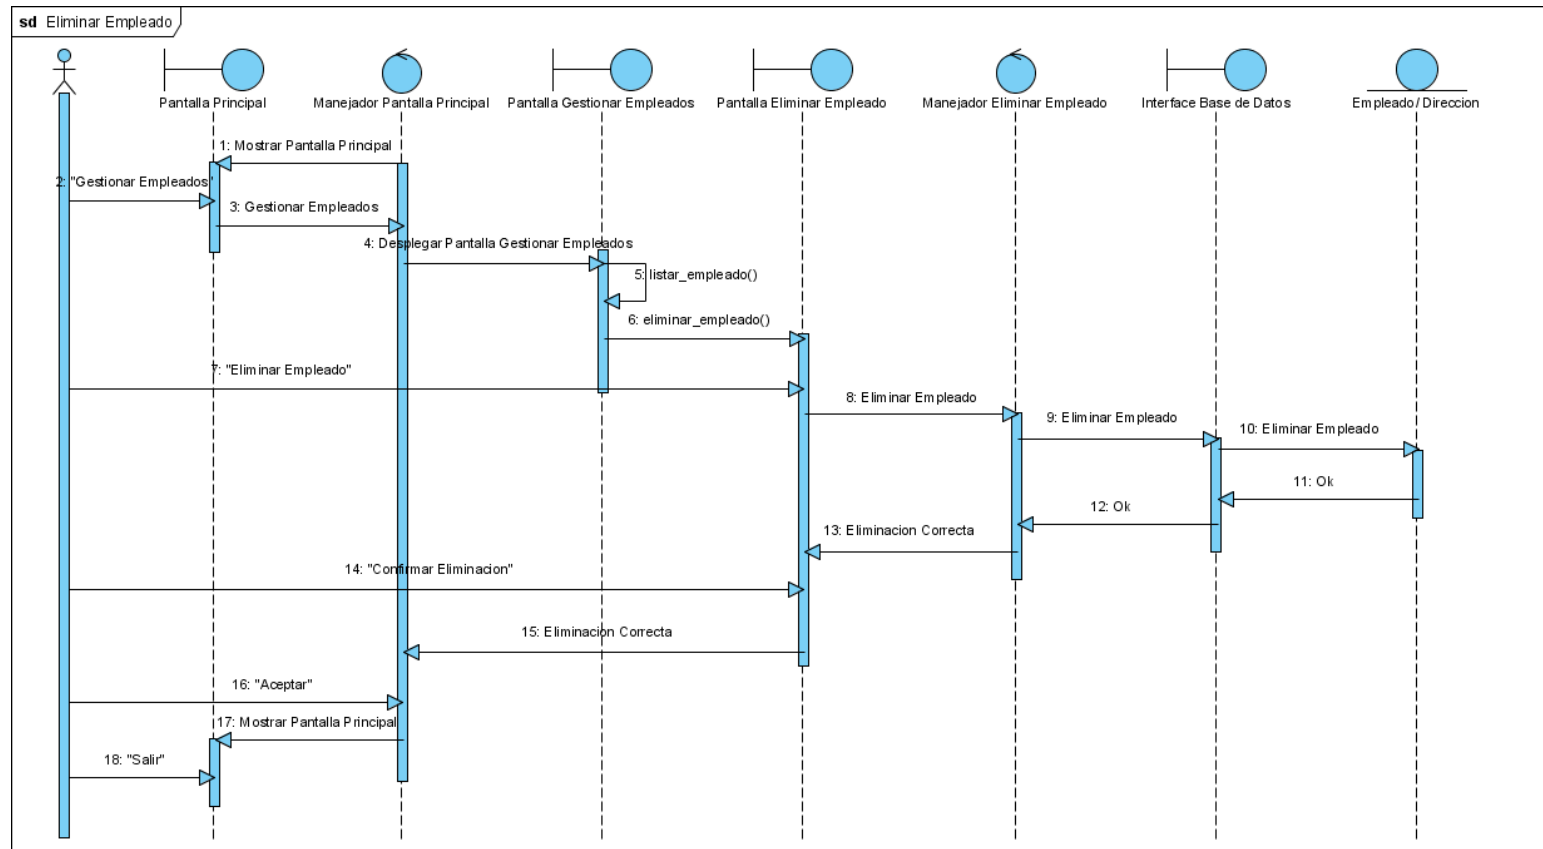 sd Eliminar Empleado
Pantalla Principal
Manejador Pantalla Principal
Pantalla Gestionar Empleados
Pantalla Eliminar Empleado
Manejador Eliminar Empleado
Interface Base de Datos
Empleado/Direccion
1: Mostrar Pantalla Principal
2: "Gestionar Empleados"
3: Gestionar Empleados
4: Desplegar Pantalla Gestionar Empleados
5: listar_empleado()
6: eliminar_empleado()
7: "Eliminar Empleado"
8: Eliminar Empleado
9: Eliminar Empleado
10: Eliminar Empleado
11: Ok
12: Ok
13: Eliminacion Correcta
14: "Confirmar Eliminacion"
15: Eliminacion Correcta
16: "Aceptar"
17: Mostrar Pantalla Principal
18: "Salir"